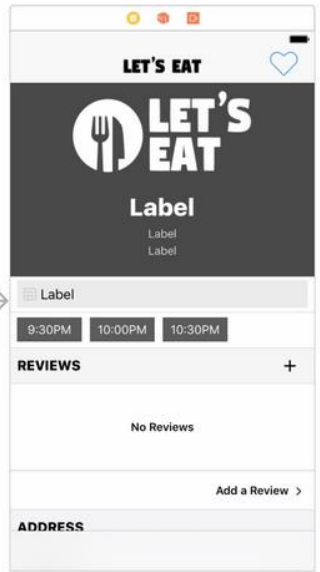 LET'S EAT
LET'S
EAT
Label
Label
Label
Label
9:30PM 10:00PM 10:30PM
REVIEWS +
No Reviews
Add a Review >
ADDRESS